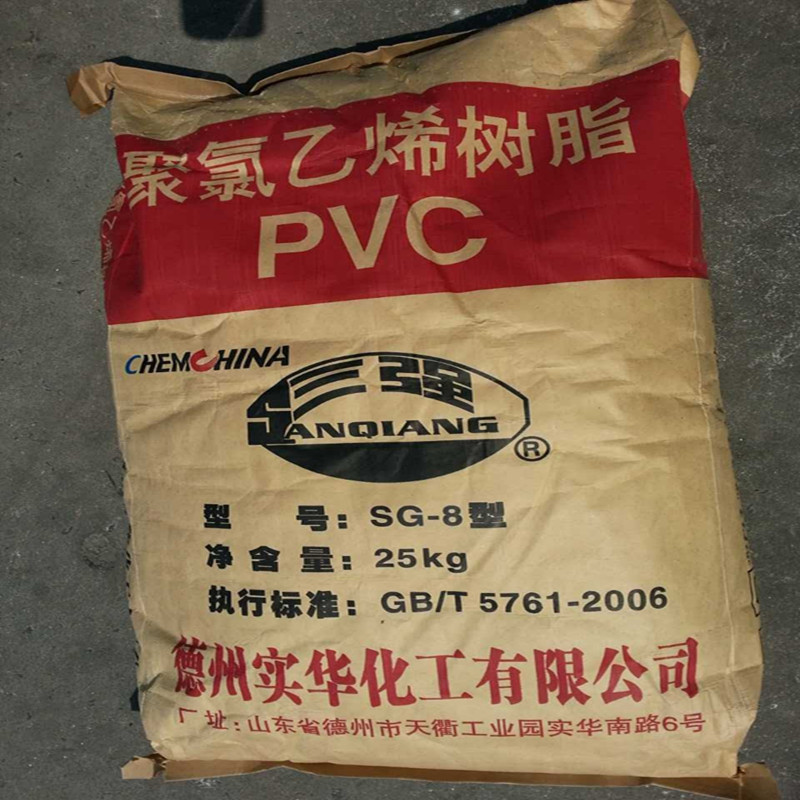 聚氯乙烯树脂
PVC
CHEMCHINA
三强
SANQIANG
®
型 号：SG-8型
净含量：25kg
执行标准：GB/T 5761-2006
德州实华化工有限公司
厂址：山东省德州市天衢工业园实华南路6号